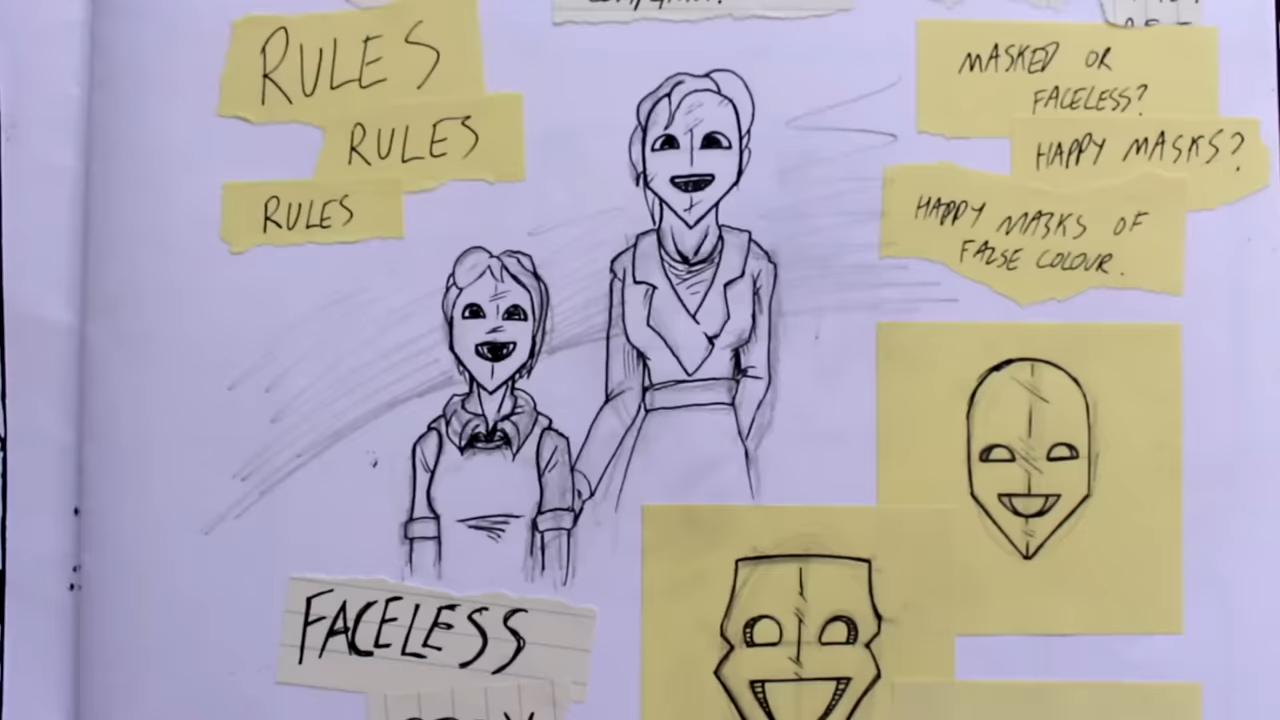 RULES
RULES
RULES
MASKED OR
FACELESS?
HAPPY MASKS?
HAPPY MASKS OF
FALSE COLOUR.
FACELESS